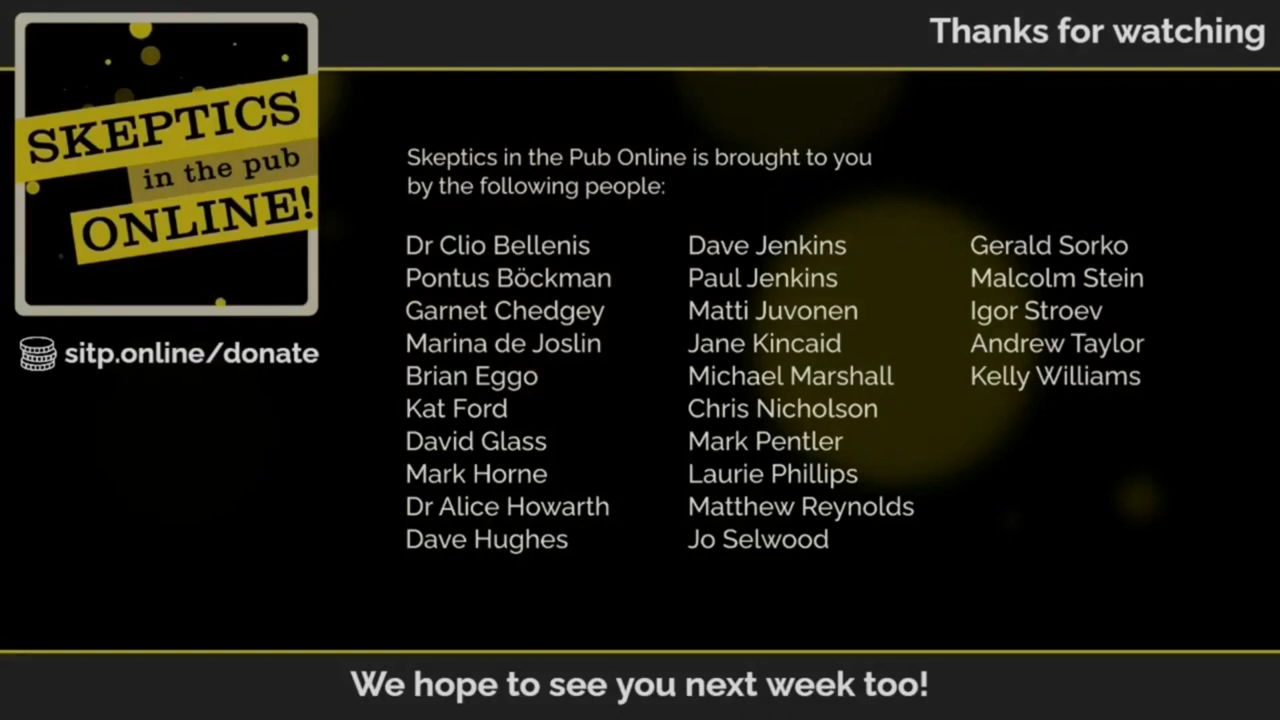 Thanks for watching
SKEPTICS
in the pub
ONLINE!
sitp.online/donate
Skeptics in the Pub Online is brought to you
by the following people:
Dr Clio Bellenis
Pontus Böckman
Garnet Chedgey
Marina de Joslin
Brian Eggo
Kat Ford
David Glass
Mark Horne
Dr Alice Howarth
Dave Hughes
Dave Jenkins
Paul Jenkins
Matti Juvonen
Jane Kincaid
Michael Marshall
Chris Nicholson
Mark Pentler
Laurie Phillips
Matthew Reynolds
Jo Selwood
Gerald Sorko
Malcolm Stein
Igor Stroev
Andrew Taylor
Kelly Williams
We hope to see you next week too!